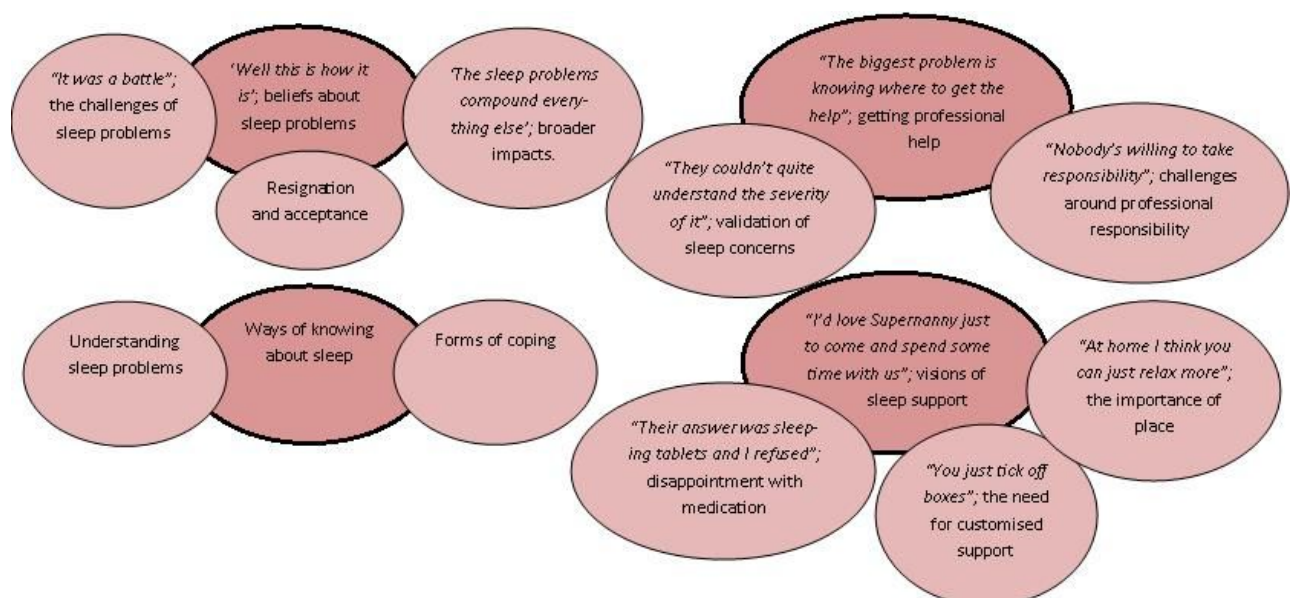 “It was a battle”;
the challenges of
sleep problems
‘Well this is how it
is’; beliefs about
sleep problems
‘The sleep problems
compound every-
thing else’; broader
impacts.
Resignation
and acceptance
“The biggest problem is
knowing where to get the
help”; getting professional
help
“They couldn’t quite
understand the severity
of it”; validation of
sleep concerns
“Nobody’s willing to take
responsibility”; challenges
around professional
responsibility
Understanding
sleep problems
Ways of knowing
about sleep
Forms of coping
“I’d love Supernanny just
to come and spend some
time with us”; visions of
sleep support
“At home I think you
can just relax more”;
the importance of
place
“Their answer was sleep-
ing tablets and I refused”;
disappointment with
medication
“You just tick off
boxes”; the need
for customised
support